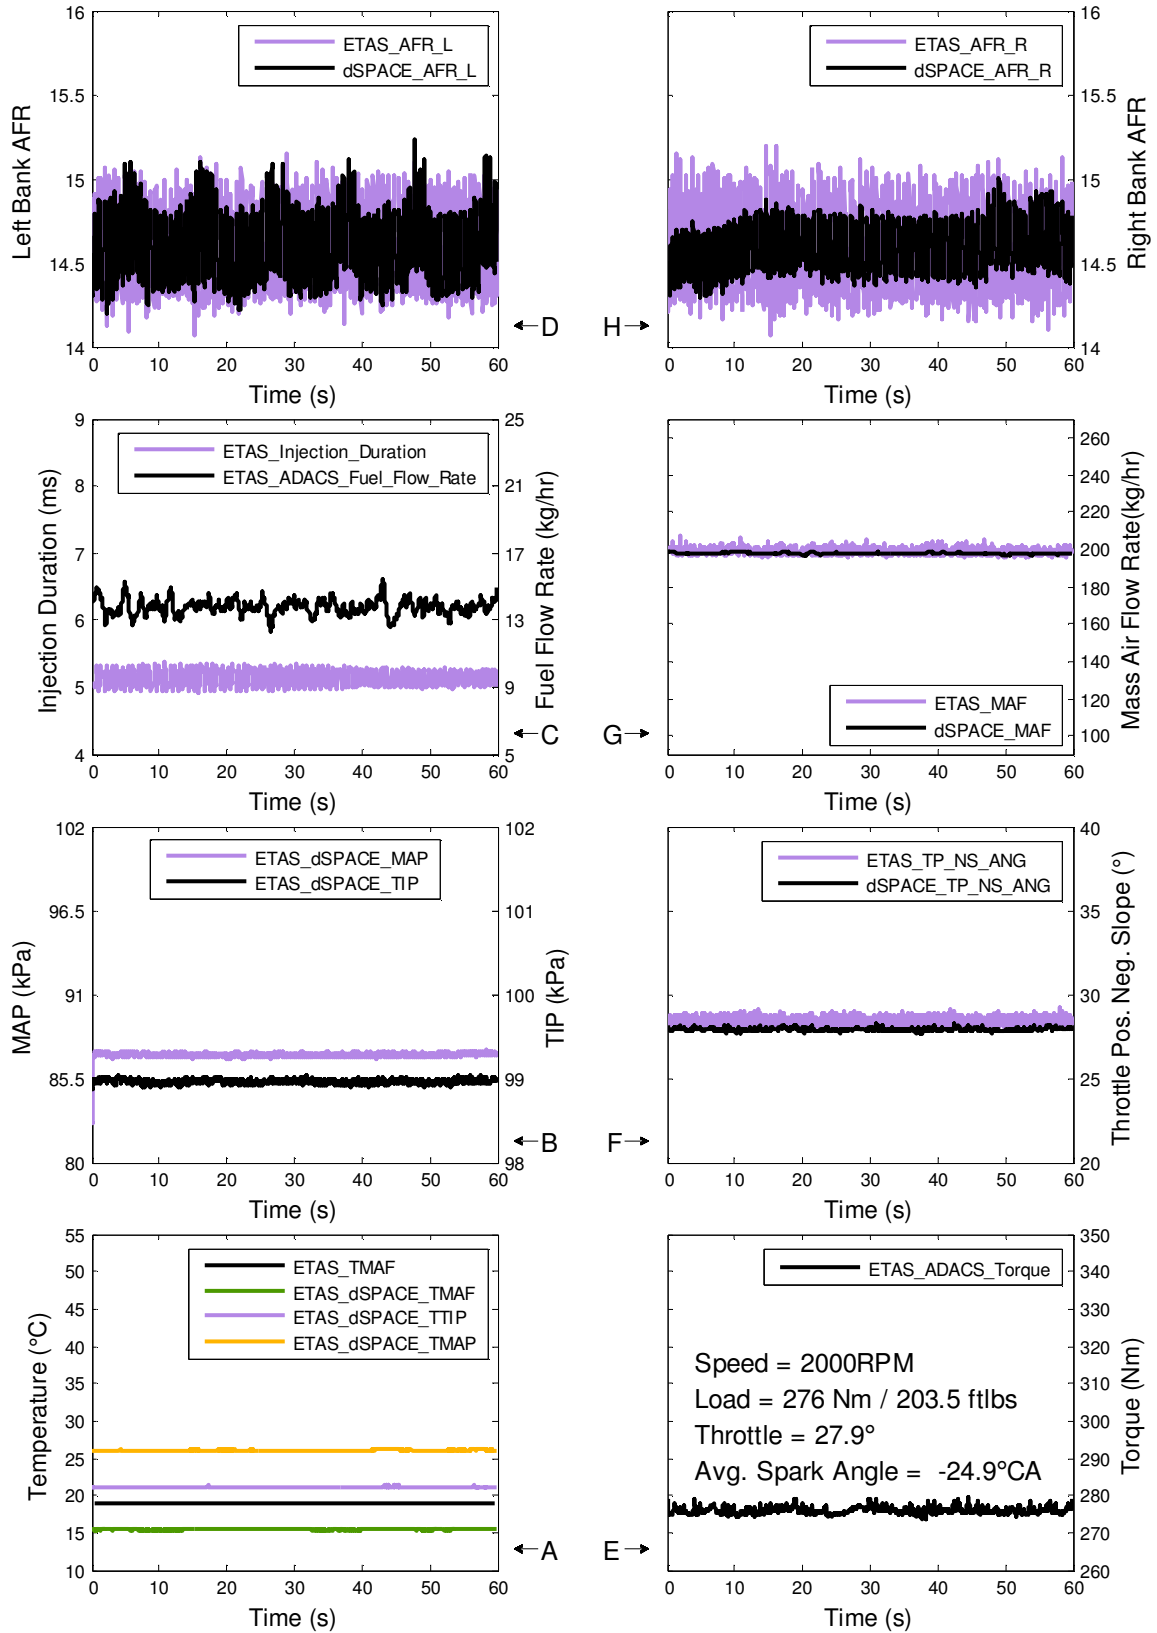 16
15.5
15
14.5
14
Left Bank AFR
ETAS_AFR_L
dSPACE_AFR_L
0 10 20 30 40 50 60
Time (s)
D
16
15.5
15
14.5
14
Right Bank AFR
ETAS_AFR_R
dSPACE_AFR_R
0 10 20 30 40 50 60
Time (s)
H
9
8
7
6
5
4
Injection Duration (ms)
ETAS_Injection_Duration
ETAS_ADACS_Fuel_Flow_Rate
25
21
17
13
9
5
Fuel Flow Rate (kg/hr)
0 10 20 30 40 50 60
Time (s)
C
260
240
220
200
180
160
140
120
100
Mass Air Flow Rate(kg/hr)
ETAS_MAF
dSPACE_MAF
0 10 20 30 40 50 60
Time (s)
G
102
96.5
91
85.5
80
MAP (kPa)
ETAS_dSPACE_MAP
ETAS_dSPACE_TIP
102
101
100
99
98
TIP (kPa)
0 10 20 30 40 50 60
Time (s)
B
40
35
30
25
20
Throttle Pos. Neg. Slope (°)
ETAS_TP_NS_ANG
dSPACE_TP_NS_ANG
0 10 20 30 40 50 60
Time (s)
F
55
50
45
40
35
30
25
20
15
10
Temperature (°C)
ETAS_TMAF
ETAS_dSPACE_TMAF
ETAS_dSPACE_TTIP
ETAS_dSPACE_TMAP
0 10 20 30 40 50 60
Time (s)
A
350
340
330
320
310
300
290
280
270
260
Torque (Nm)
ETAS_ADACS_Torque
Speed = 2000RPM
Load = 276 Nm / 203.5 ftlbs
Throttle = 27.9°
Avg. Spark Angle = -24.9°CA
0 10 20 30 40 50 60
Time (s)
E